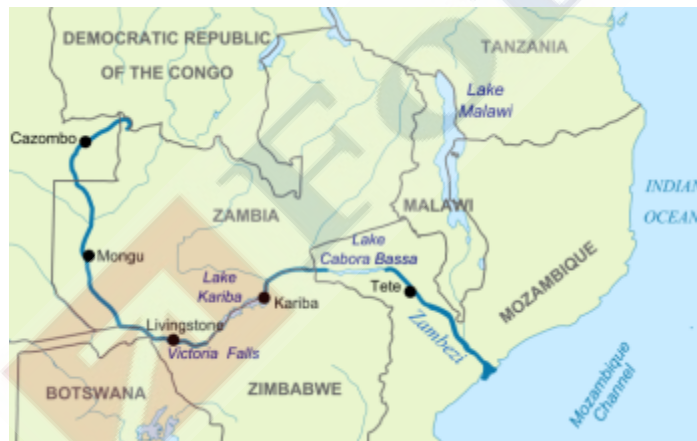 DEMOCRATIC REPUBLIC
OF THE CONGO
TANZANIA
Lake
Malawi
Cazombo
INDIAN
OCEAN
ZAMBIA
MALAWI
Mongu
Lake
Cabora Bassa
Lake
Kariba
Kariba
Tete
MOZAMBIQUE
Zambezi
Livingstone
Victoria Falls
BOTSWANA
ZIMBABWE
Mozambique
Channel